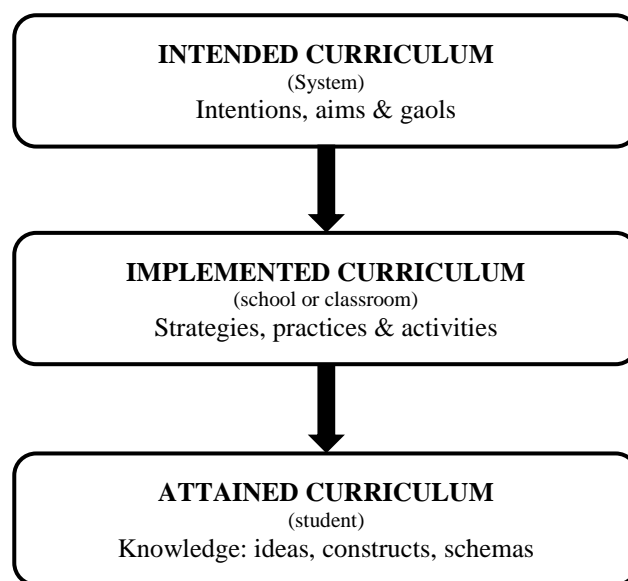 INTENDED CURRICULUM
(System)
Intentions, aims & gaols
IMPLEMENTED CURRICULUM
(school or classroom)
Strategies, practices & activities
ATTAINED CURRICULUM
(student)
Knowledge: ideas, constructs, schemas